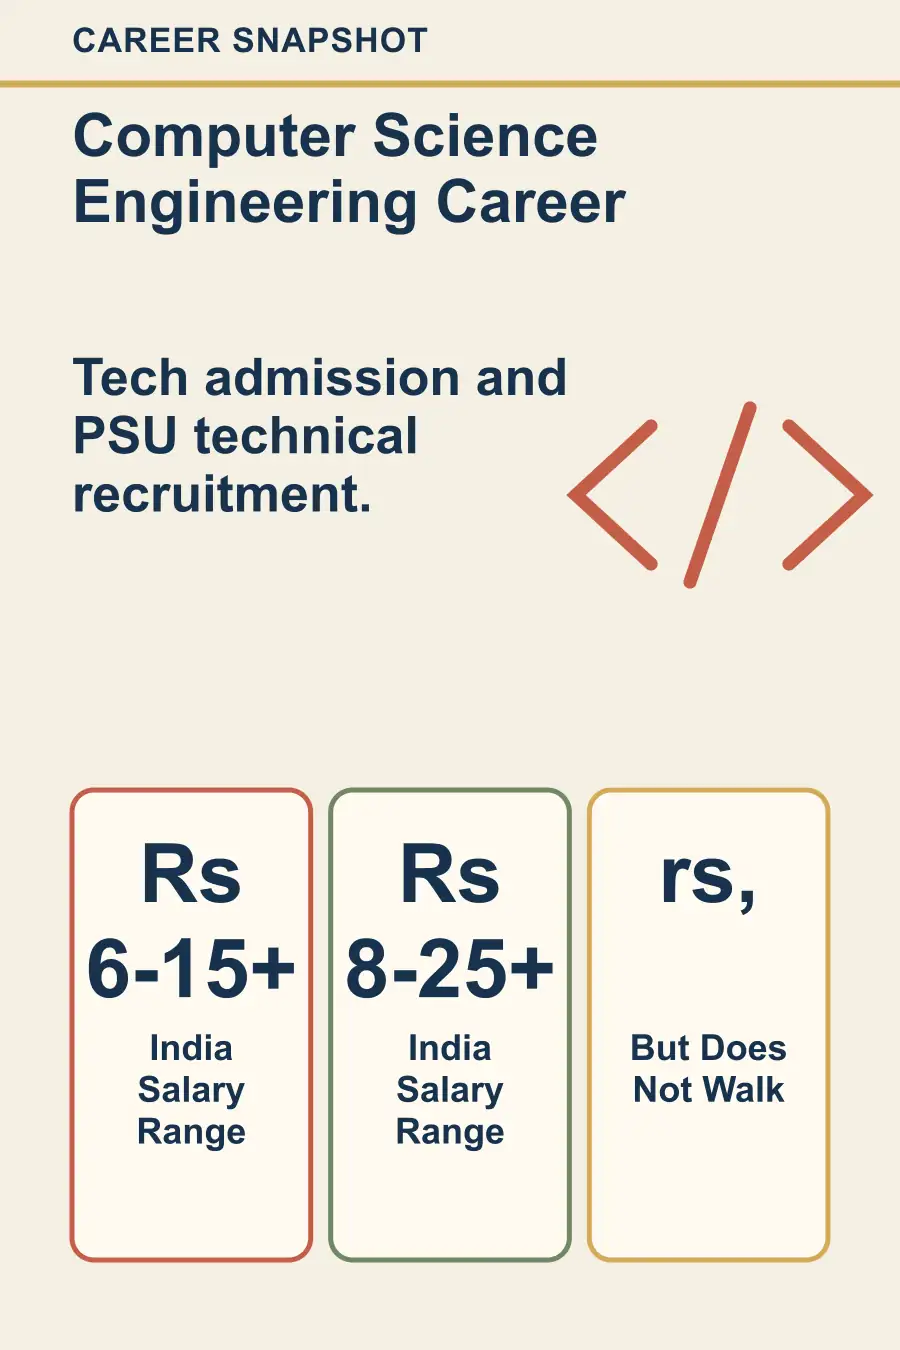 CAREER SNAPSHOT
Computer Science
Engineering Career
Tech admission and
PSU technical
recruitment.
Rs
6-15+
India
Salary
Range
Rs
8-25+
India
Salary
Range
rs,
But Does
Not Walk